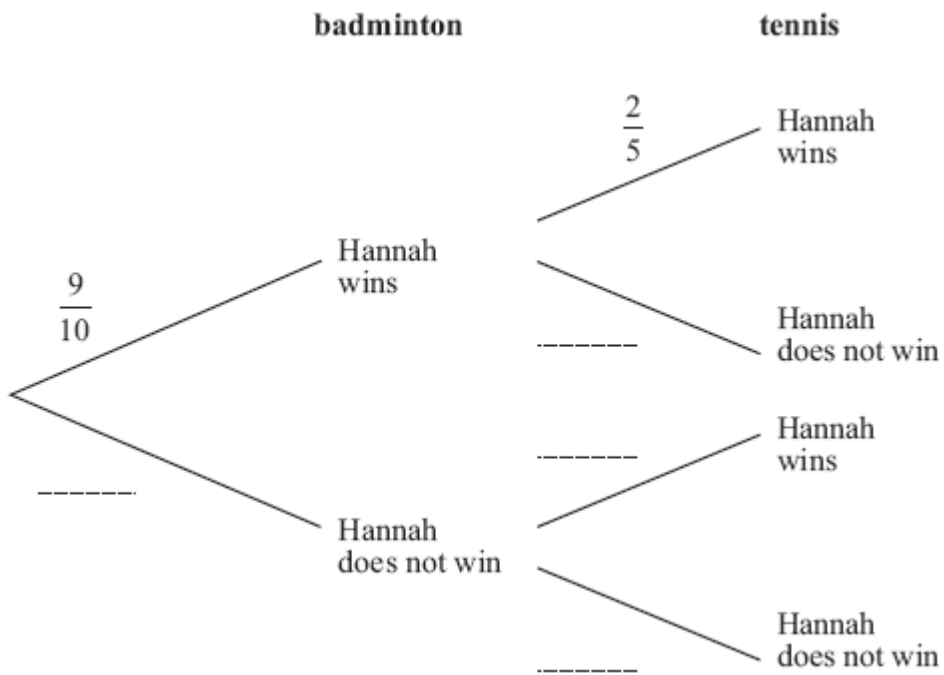 badminton
tennis
2
5
Hannah
wins
9
10
Hannah
wins
Hannah
does not win
Hannah
wins
Hannah
does not win
Hannah
does not win